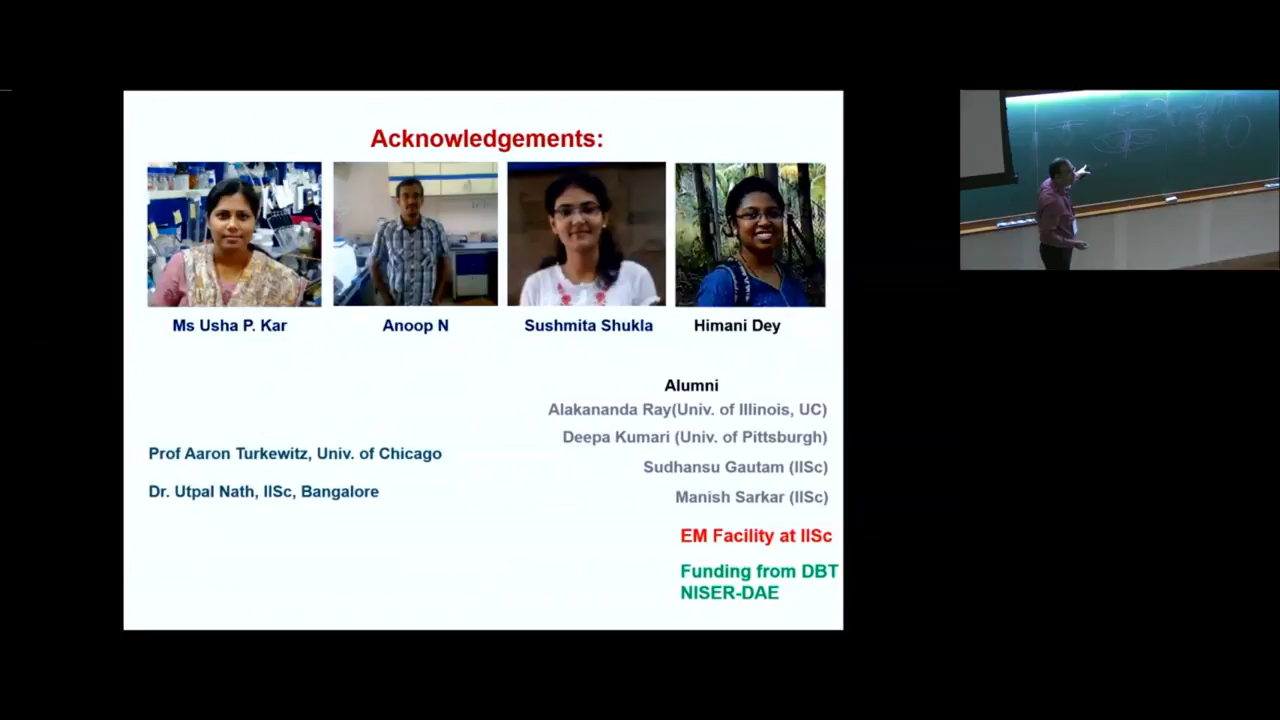 Acknowledgements:
Ms Usha P. Kar
Anoop N
Sushmita Shukla
Himani Dey
Alumni
Alakananda Ray(Univ. of Illinois, UC)
Deepa Kumari (Univ. of Pittsburgh)
Sudhansu Gautam (IISc)
Manish Sarkar (IISc)
Prof Aaron Turkewitz, Univ. of Chicago
Dr. Utpal Nath, IISc, Bangalore
EM Facility at IISc
Funding from DBT
NISER-DAE